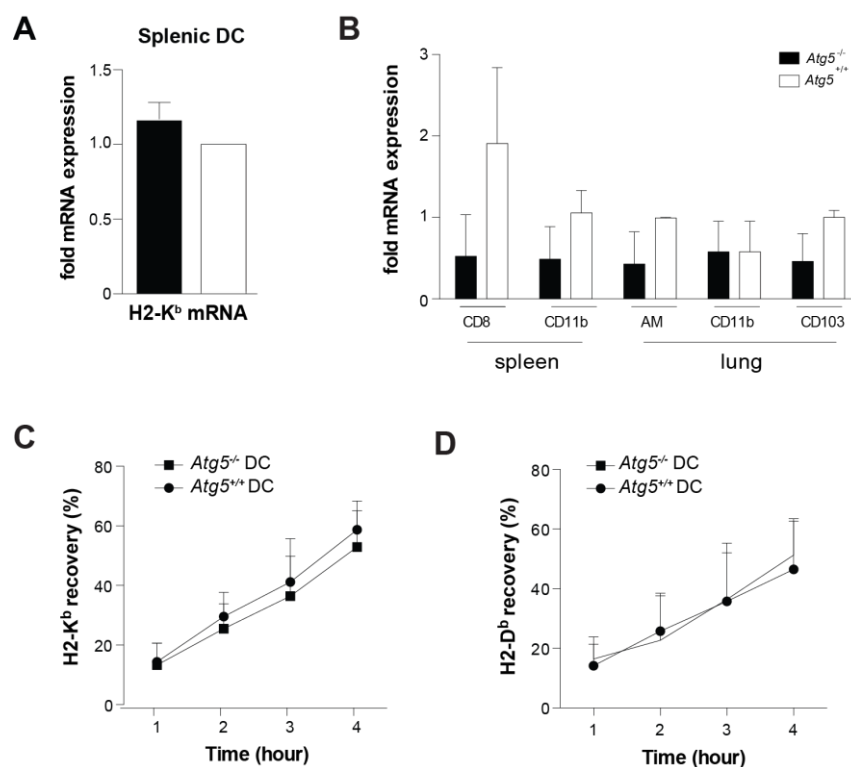 A
Splenic DC
fold mRNA expression
1.5
1.0
0.5
0
H2-Kᵇ mRNA
B
fold mRNA expression
3
2
1
0
Atg5⁻/⁻
Atg5⁺/⁺
CD8
CD11b
AM
CD11b
CD103
spleen
lung
C
Atg5⁻/⁻ DC
Atg5⁺/⁺ DC
H2-Kᵇ recovery (%)
80
60
40
20
0
1 2 3 4
Time (hour)
D
Atg5⁻/⁻ DC
Atg5⁺/⁺ DC
H2-Dᵇ recovery (%)
80
60
40
20
0
1 2 3 4
Time (hour)